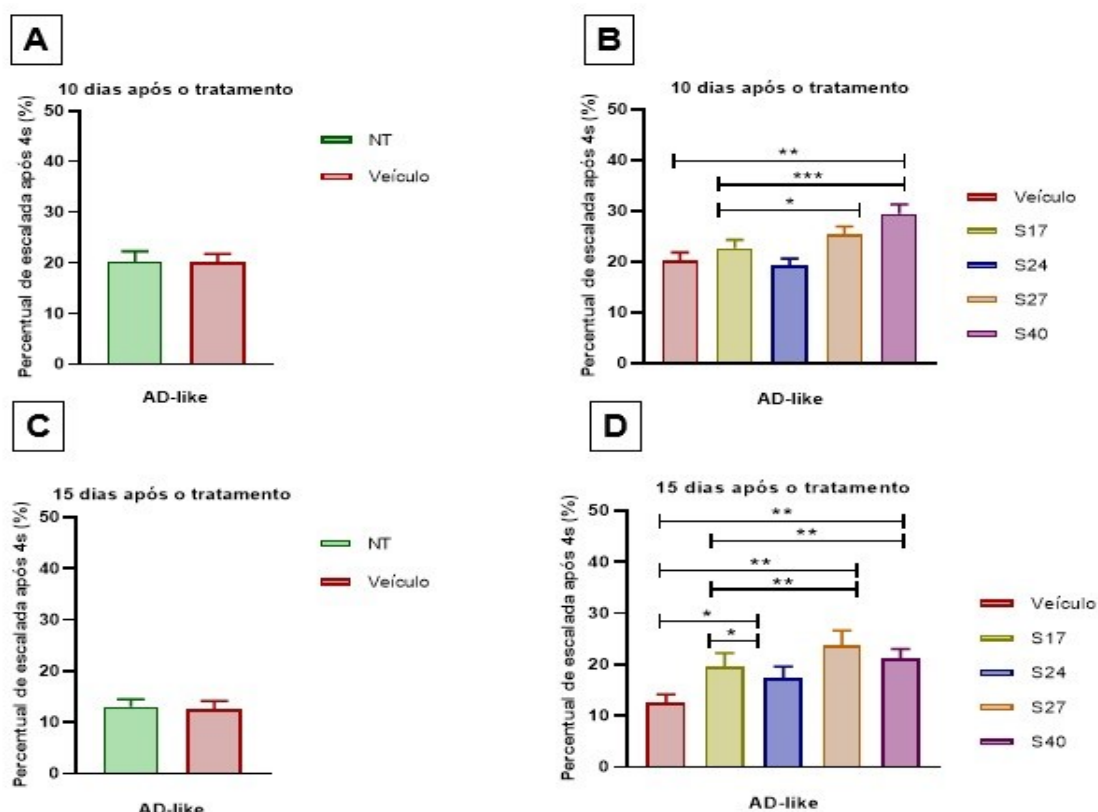 A
10 dias após o tratamento
Percentual de escalada após 4s (%)
50
40
30
20
10
0
NT
Veículo
AD-like
B
10 dias após o tratamento
Percentual de escalada após 4s (%)
50
40
30
20
10
0
**
***
*
Veículo
S17
S24
S27
S40
AD-like
C
15 dias após o tratamento
Percentual de escalada após 4s (%)
50
40
30
20
10
0
NT
Veículo
AD-like
D
15 dias após o tratamento
Percentual de escalada após 4s (%)
50
40
30
20
10
0
**
**
**
**
*
*
Veículo
S17
S24
S27
S40
AD-like